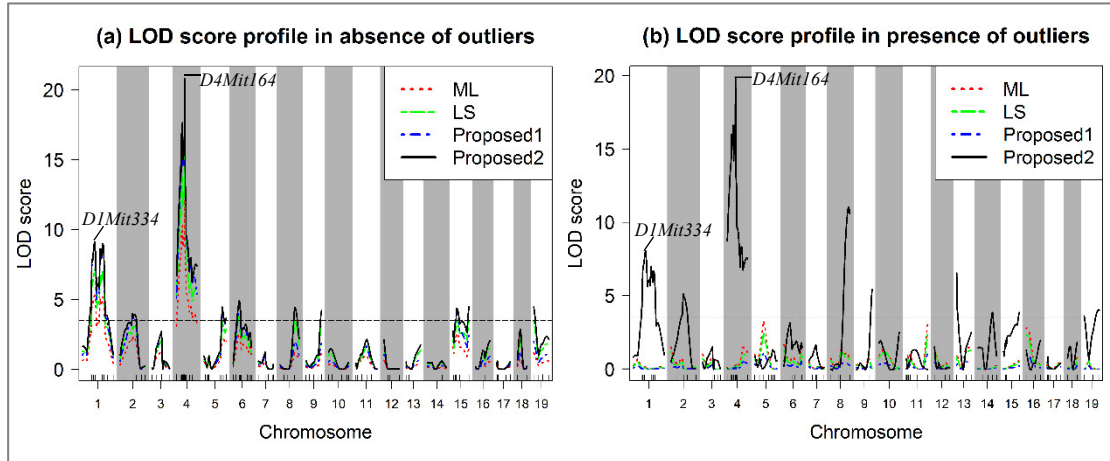 (a) LOD score profile in absence of outliers
D4Mit164
D1Mit334
ML
LS
Proposed1
Proposed2
LOD score
20
15
10
5
0
1 2 3 4 5 6 7 8 9 10 11 12 13 14 15 16 17 18 19
Chromosome
(b) LOD score profile in presence of outliers
D4Mit164
D1Mit334
ML
LS
Proposed1
Proposed2
LOD score
20
15
10
5
0
1 2 3 4 5 6 7 8 9 10 11 12 13 14 15 16 17 18 19
Chromosome